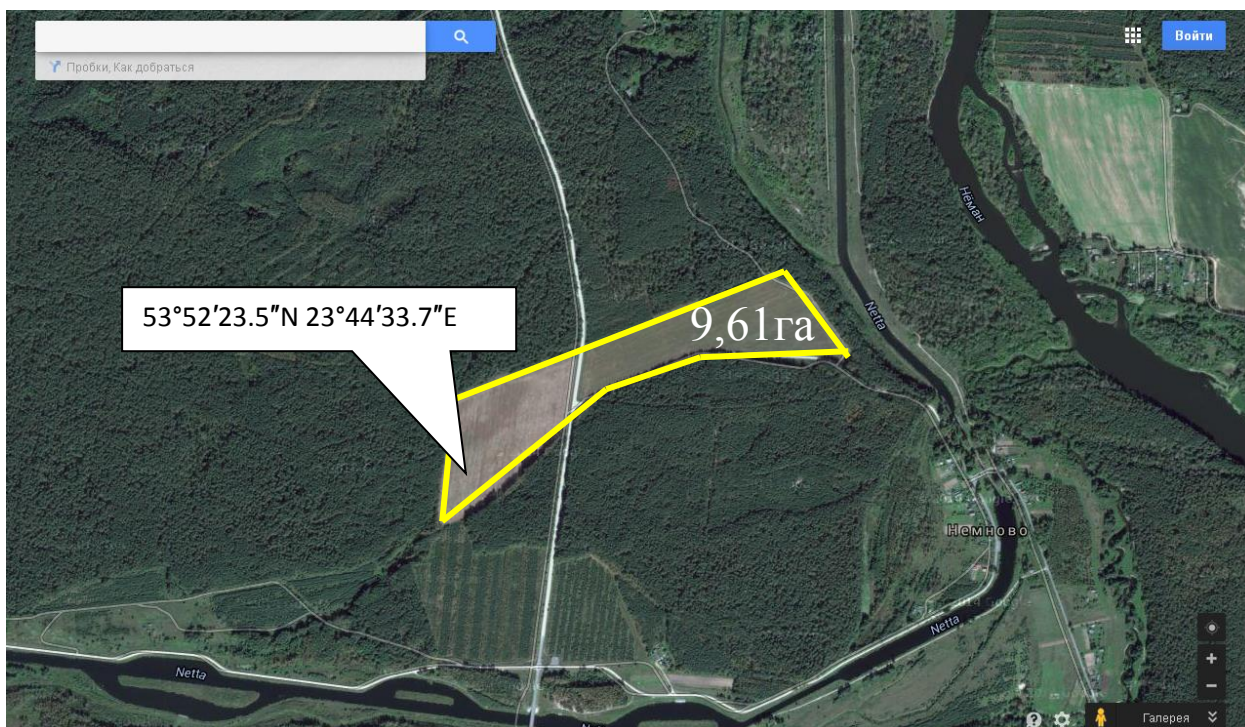 Войти
Пробки, Как добраться
Netta
Нёман
53°52′23.5″N 23°44′33.7″E
9,61га
Немново
Netta
Netta
Галерея